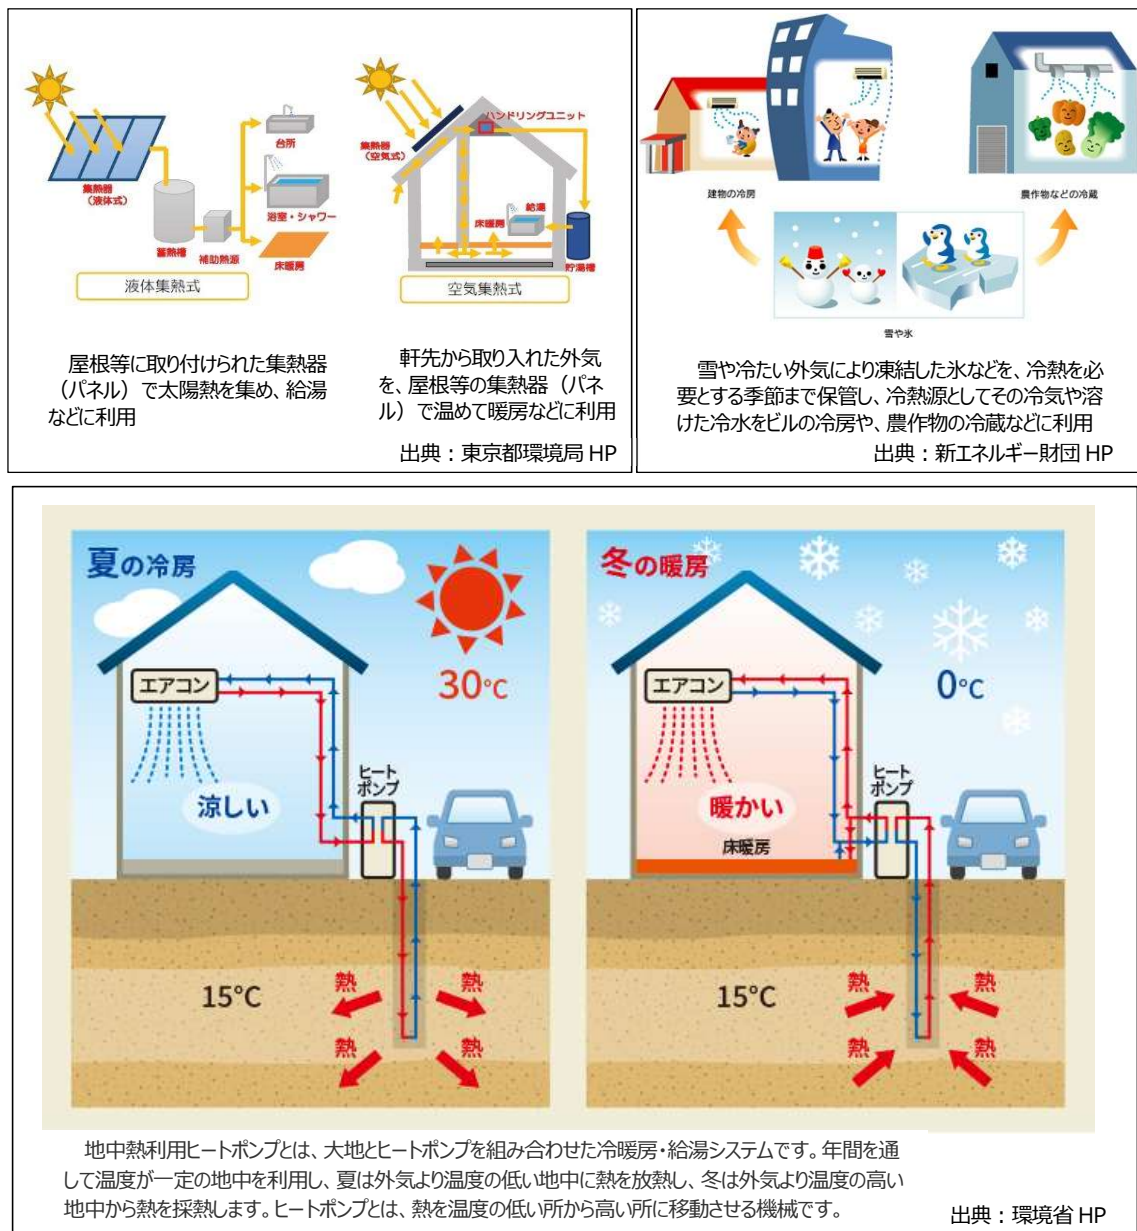 集熱器
（液体式）
蓄熱槽
補助熱源
台所
浴室・シャワー
床暖房
液体集熱式
集熱器
（空気式）
ハンドリングユニット
給湯
床暖房
貯湯槽
空気集熱式
屋根等に取り付けられた集熱器
（パネル）で太陽熱を集め、給湯
などに利用
軒先から取り入れた外気
を、屋根等の集熱器（パネ
ル）で温めて暖房などに利用
出典：東京都環境局 HP
建物の冷房
農作物などの冷蔵
雪や氷
雪や冷たい外気により凍結した氷などを、冷熱を必
要とする季節まで保管し、冷熱源としてその冷気や溶
けた冷水をビルの冷房や、農作物の冷蔵などに利用
出典：新エネルギー財団 HP
夏の冷房
エアコン
30℃
ヒート
ポンプ
涼しい
15℃
熱
熱
熱
熱
冬の暖房
エアコン
0℃
ヒート
ポンプ
暖かい
床暖房
15℃
熱
熱
熱
熱
地中熱利用ヒートポンプとは、大地とヒートポンプを組み合わせた冷暖房・給湯システムです。年間を通
して温度が一定の地中を利用し、夏は外気より温度の低い地中に熱を放熱し、冬は外気より温度の高い
地中から熱を採熱します。ヒートポンプとは、熱を温度の低い所から高い所に移動させる機械です。
出典：環境省 HP